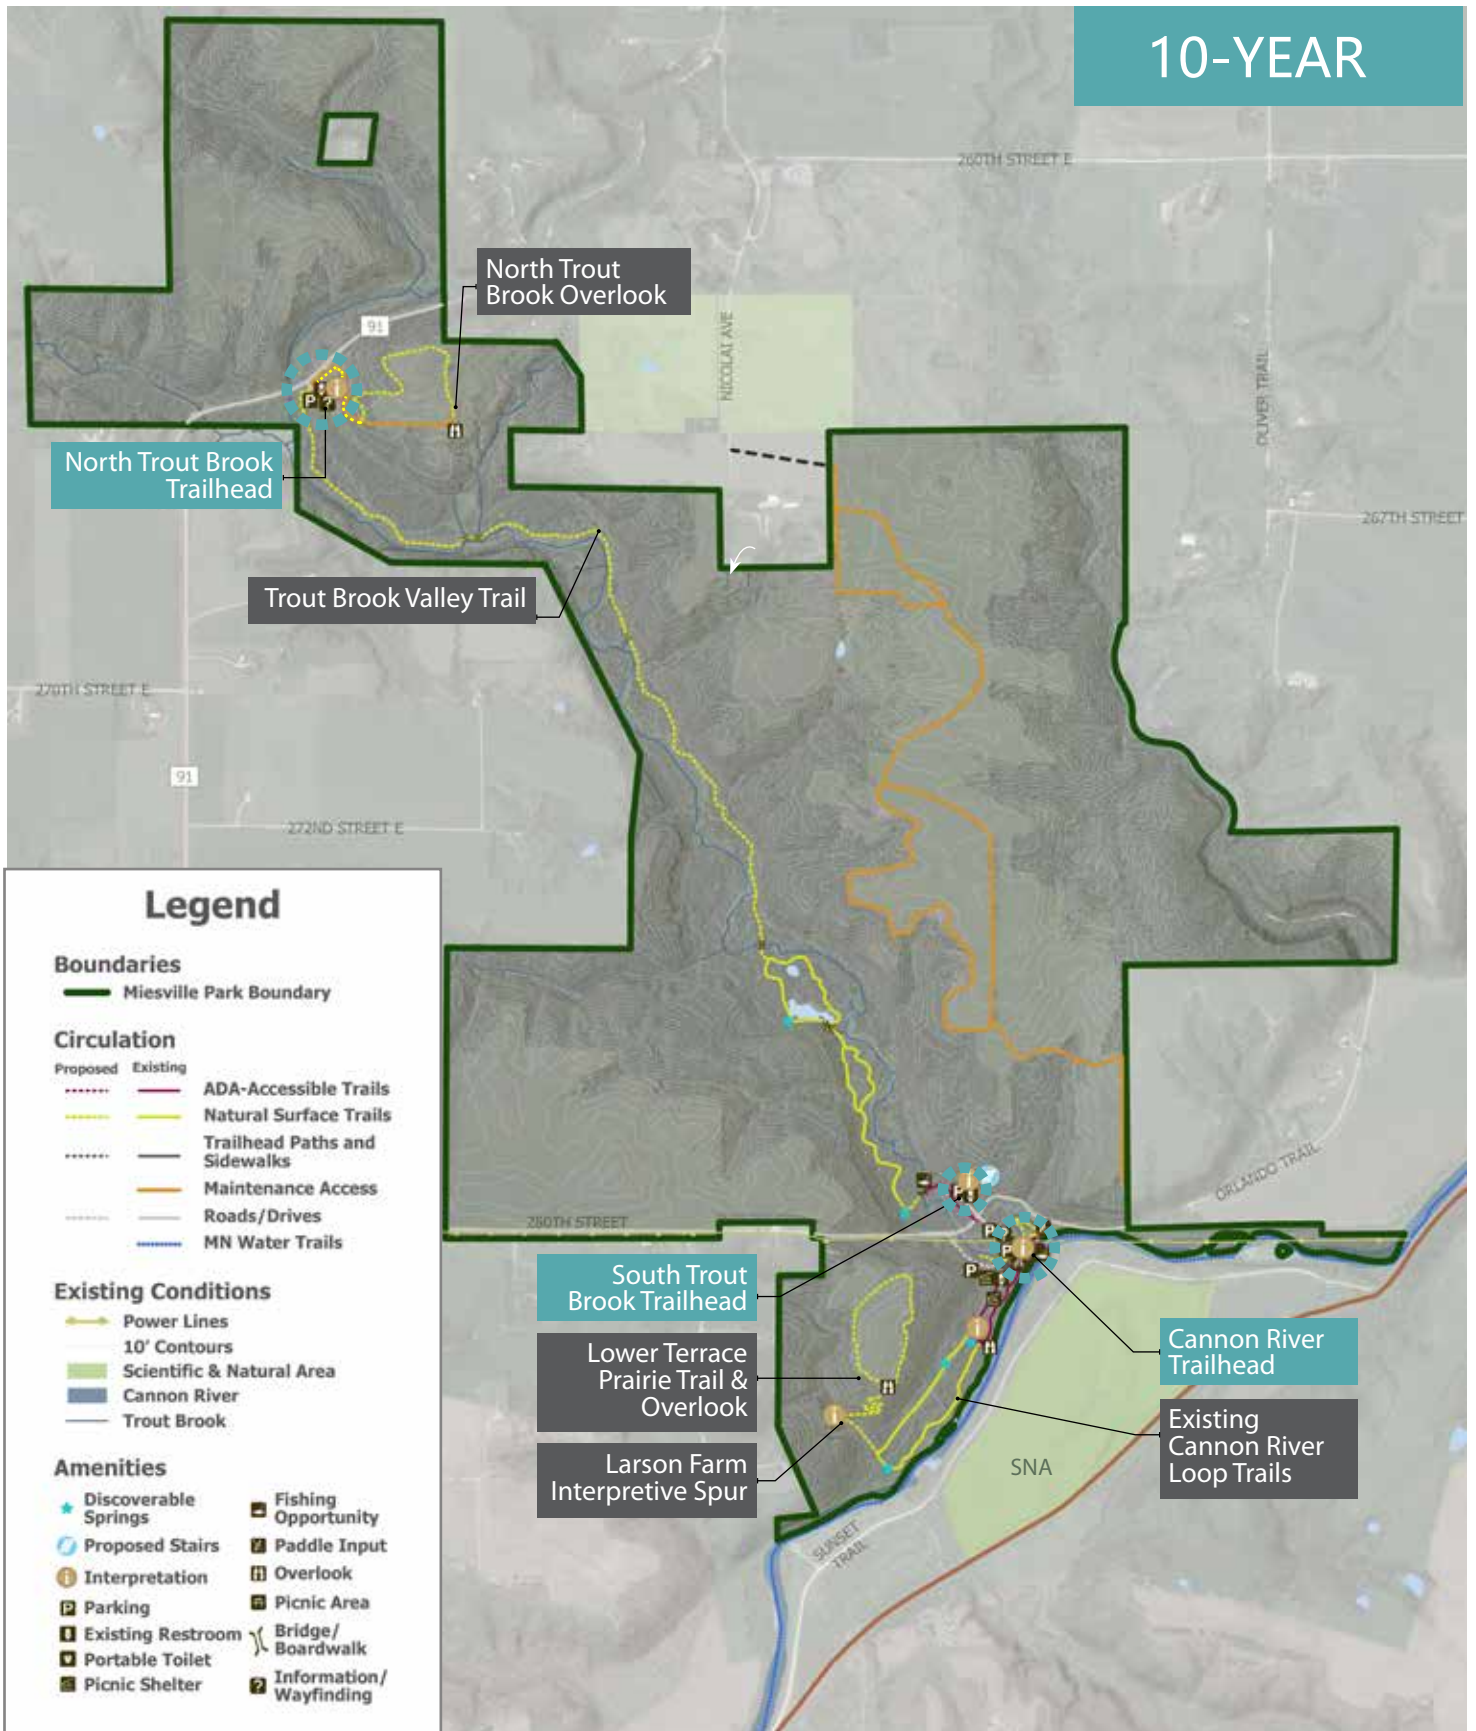 10-YEAR
260TH STREET E
North Trout
Brook Overlook
91
NICOLAI AVE
OLIVER TRAIL
P
?
North Trout Brook
Trailhead
267TH STREET
Trout Brook Valley Trail
270TH STREET E
91
272ND STREET E
Legend
Boundaries
Miesville Park Boundary
Circulation
Proposed Existing
ADA-Accessible Trails
Natural Surface Trails
Trailhead Paths and
Sidewalks
Maintenance Access
Roads/Drives
MN Water Trails
Existing Conditions
Power Lines
10' Contours
Scientific & Natural Area
Cannon River
Trout Brook
Amenities
Discoverable
Springs
Proposed Stairs
Interpretation
Parking
Existing Restroom
Portable Toilet
Picnic Shelter
Fishing
Opportunity
Paddle Input
Overlook
Picnic Area
Bridge/
Boardwalk
Information/
Wayfinding
ORLANDO TRAIL
280TH STREET
P
P
P
South Trout
Brook Trailhead
Lower Terrace
Prairie Trail &
Overlook
Larson Farm
Interpretive Spur
Cannon River
Trailhead
Existing
Cannon River
Loop Trails
SNA
SUNSET
TRAIL